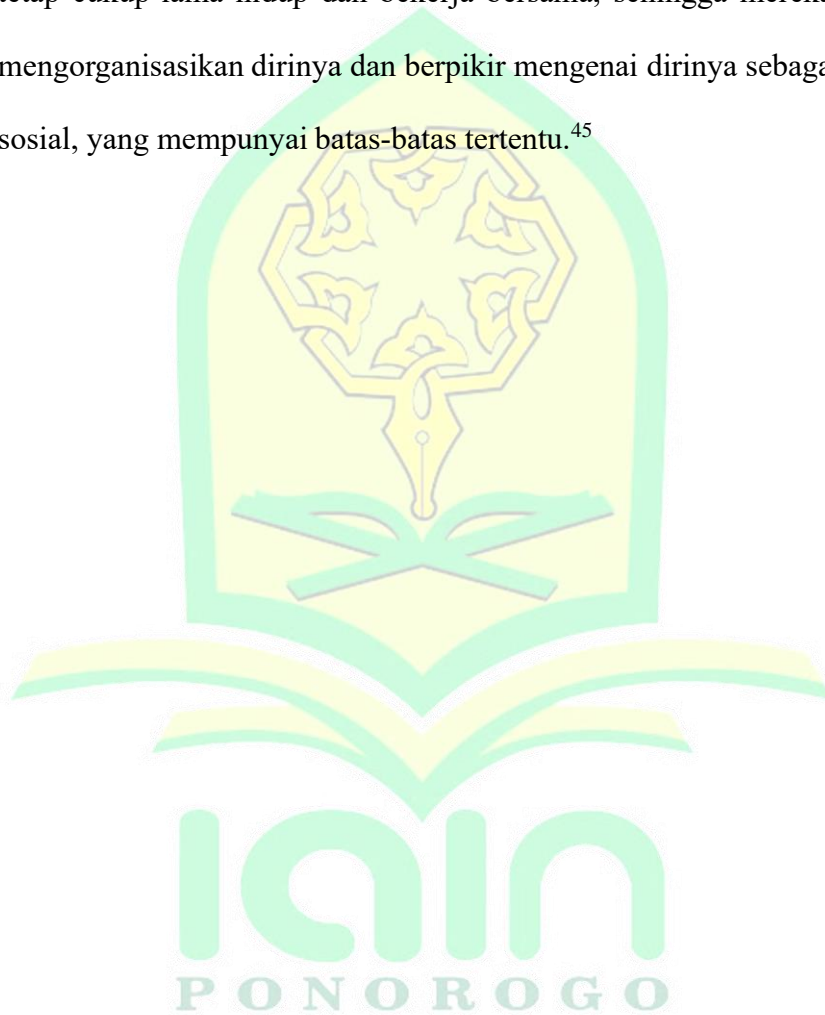 tetap cukup lama hidup dan bekerja bersama, sehingga mereka
mengorganisasikan dirinya dan berpikir mengenai dirinya sebaga
sosial, yang mempunyai batas-batas tertentu.45
iain
PONOROGO